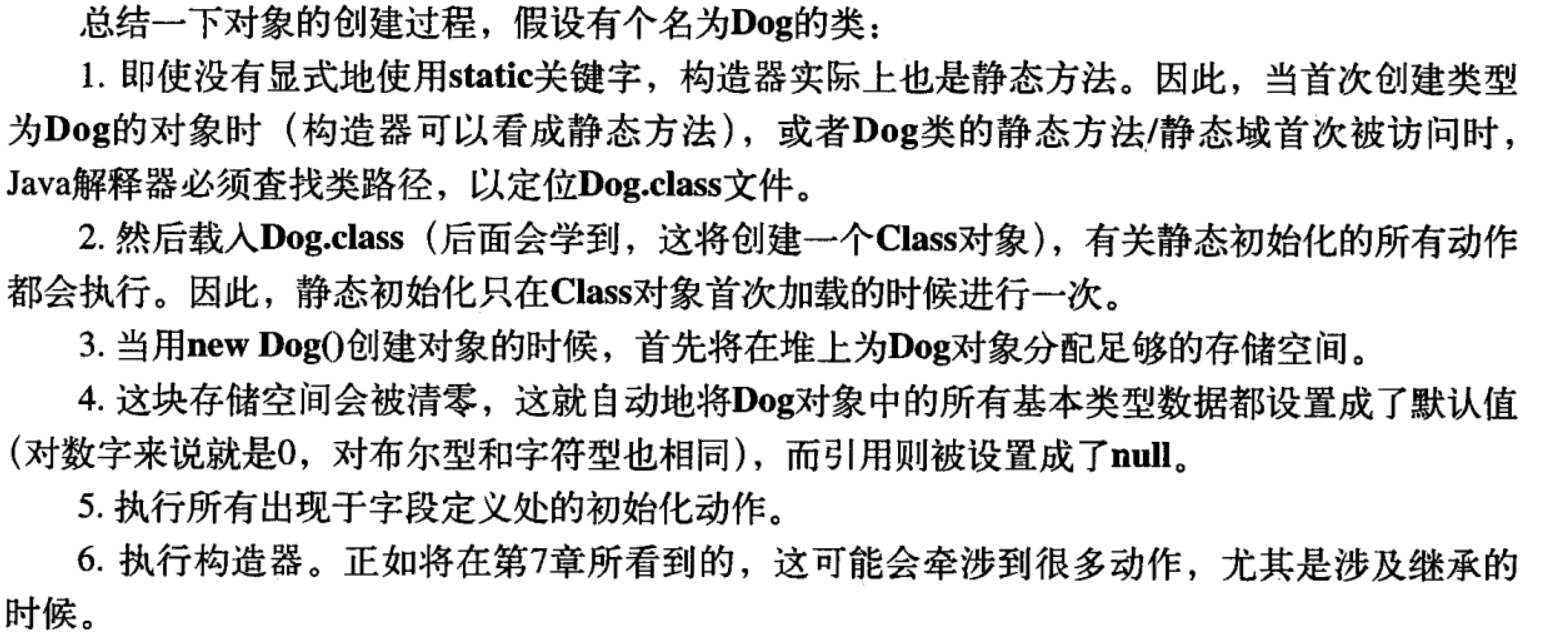 总结一下对象的创建过程，假设有个名为Dog的类：
1. 即使没有显式地使用static关键字，构造器实际上也是静态方法。因此，当首次创建类型
为Dog的对象时（构造器可以看成静态方法），或者Dog类的静态方法/静态域首次被访问时，
Java解释器必须查找类路径，以定位Dog.class文件。
2. 然后载入Dog.class（后面会学到，这将创建一个Class对象），有关静态初始化的所有动作
都会执行。因此，静态初始化只在Class对象首次加载的时候进行一次。
3. 当用new Dog()创建对象的时候，首先将在堆上为Dog对象分配足够的存储空间。
4. 这块存储空间会被清零，这就自动地将Dog对象中的所有基本类型数据都设置成了默认值
（对数字来说就是0，对布尔型和字符型也相同），而引用则被设置成了null。
5. 执行所有出现于字段定义处的初始化动作。
6. 执行构造器。正如将在第7章所看到的，这可能会牵涉到很多动作，尤其是涉及继承的
时候。